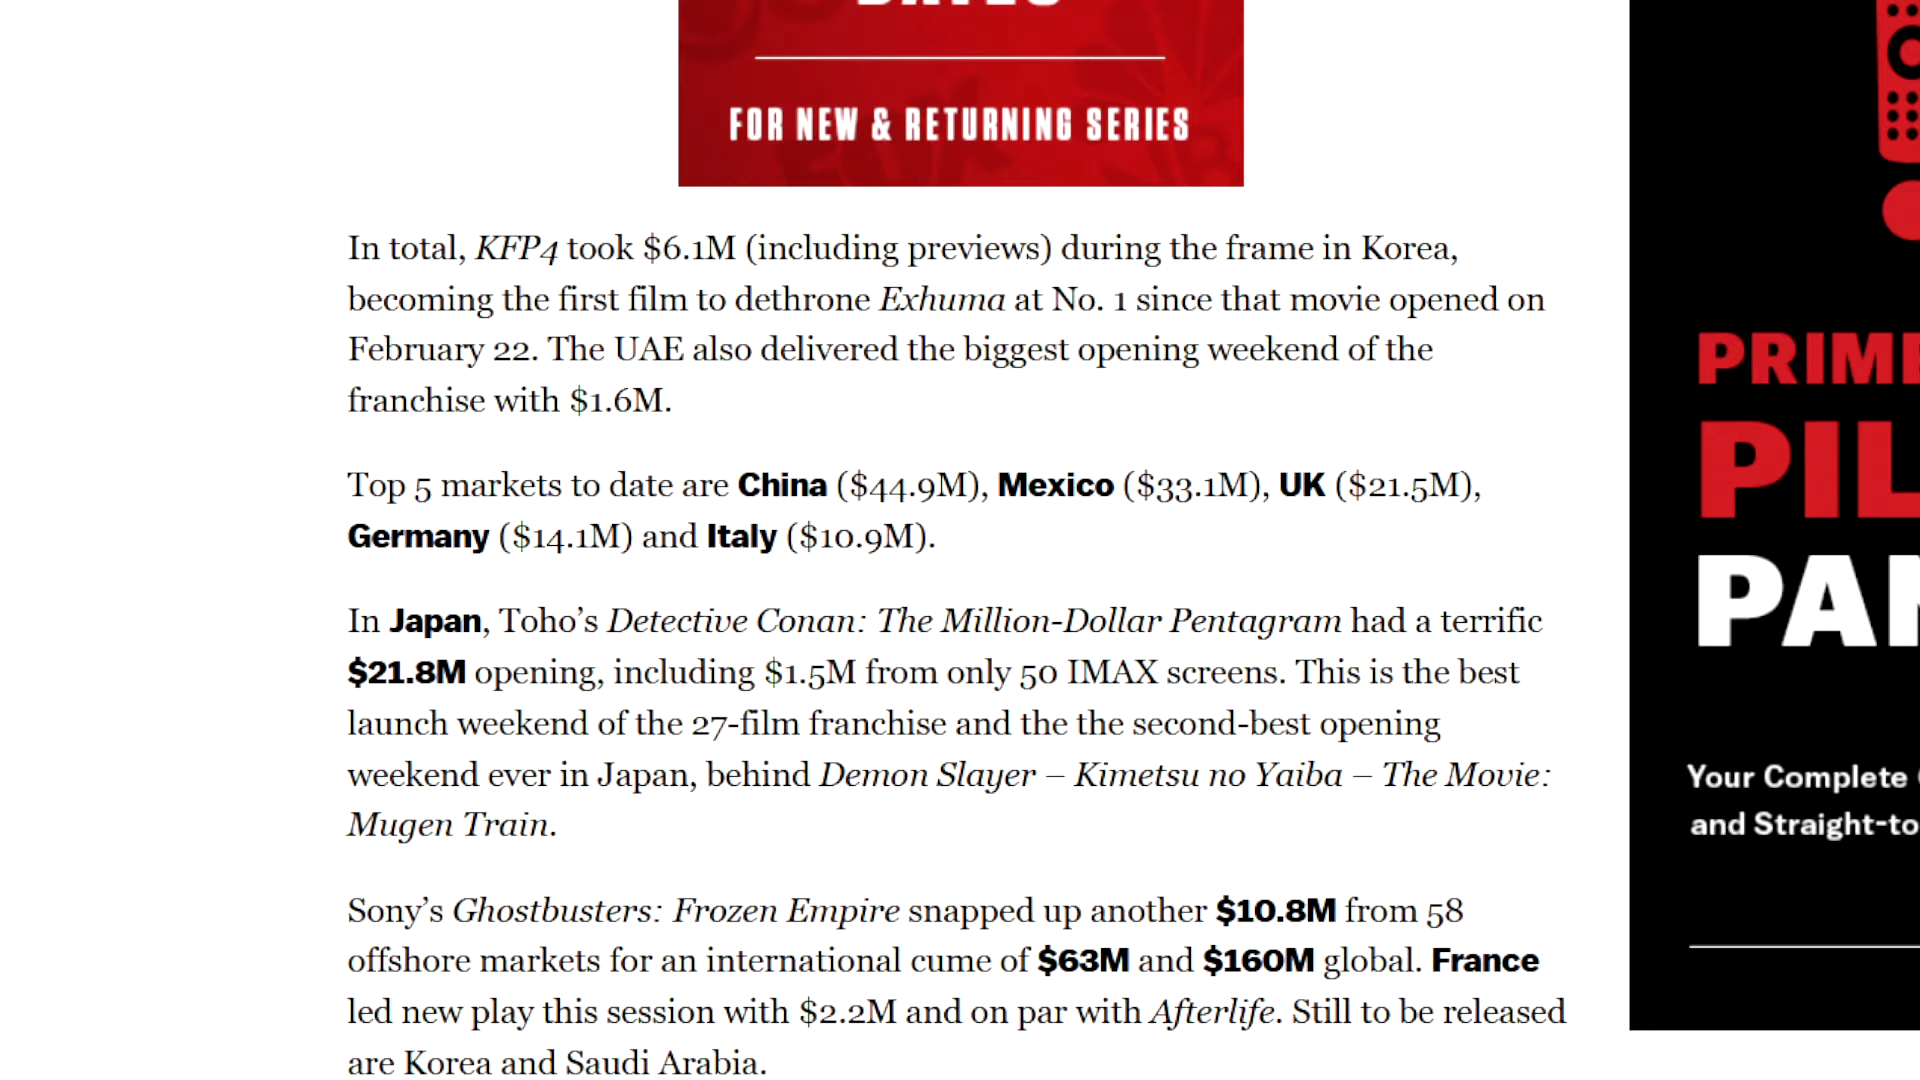 FOR NEW & RETURNING SERIES
In total, KFP4 took $6.1M (including previews) during the frame in Korea,
becoming the first film to dethrone Exhuma at No. 1 since that movie opened on
February 22. The UAE also delivered the biggest opening weekend of the
franchise with $1.6M.
Top 5 markets to date are China ($44.9M), Mexico ($33.1M), UK ($21.5M),
Germany ($14.1M) and Italy ($10.9M).
In Japan, Toho’s Detective Conan: The Million-Dollar Pentagram had a terrific
$21.8M opening, including $1.5M from only 50 IMAX screens. This is the best
launch weekend of the 27-film franchise and the the second-best opening
weekend ever in Japan, behind Demon Slayer – Kimetsu no Yaiba – The Movie:
Mugen Train.
Sony’s Ghostbusters: Frozen Empire snapped up another $10.8M from 58
offshore markets for an international cume of $63M and $160M global. France
led new play this session with $2.2M and on par with Afterlife. Still to be released
are Korea and Saudi Arabia.
PRIME
PIL
PAN
Your Complete
and Straight-to